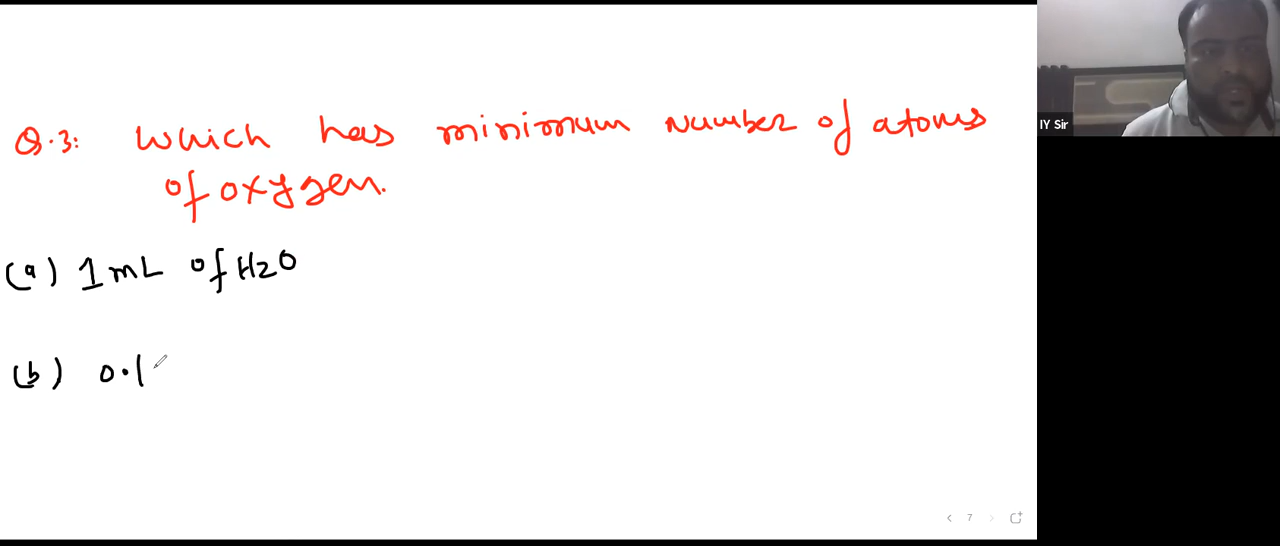 Q.3: Which has minimum number of atoms
of oxygen.
(a) 1 mL of H2O
(b) 0.1
IY Sir
7